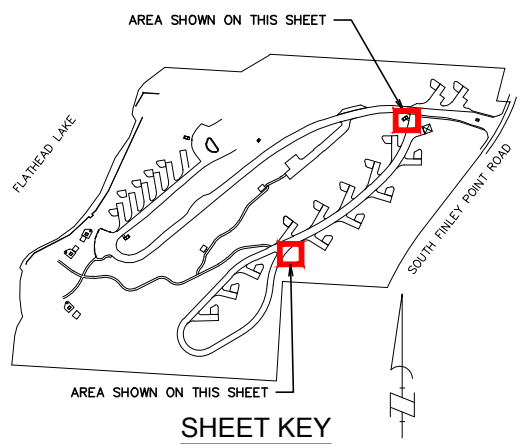 AREA SHOWN ON THIS SHEET
FLATHEAD LAKE
SOUTH FINLEY POINT ROAD
AREA SHOWN ON THIS SHEET
N
SHEET KEY